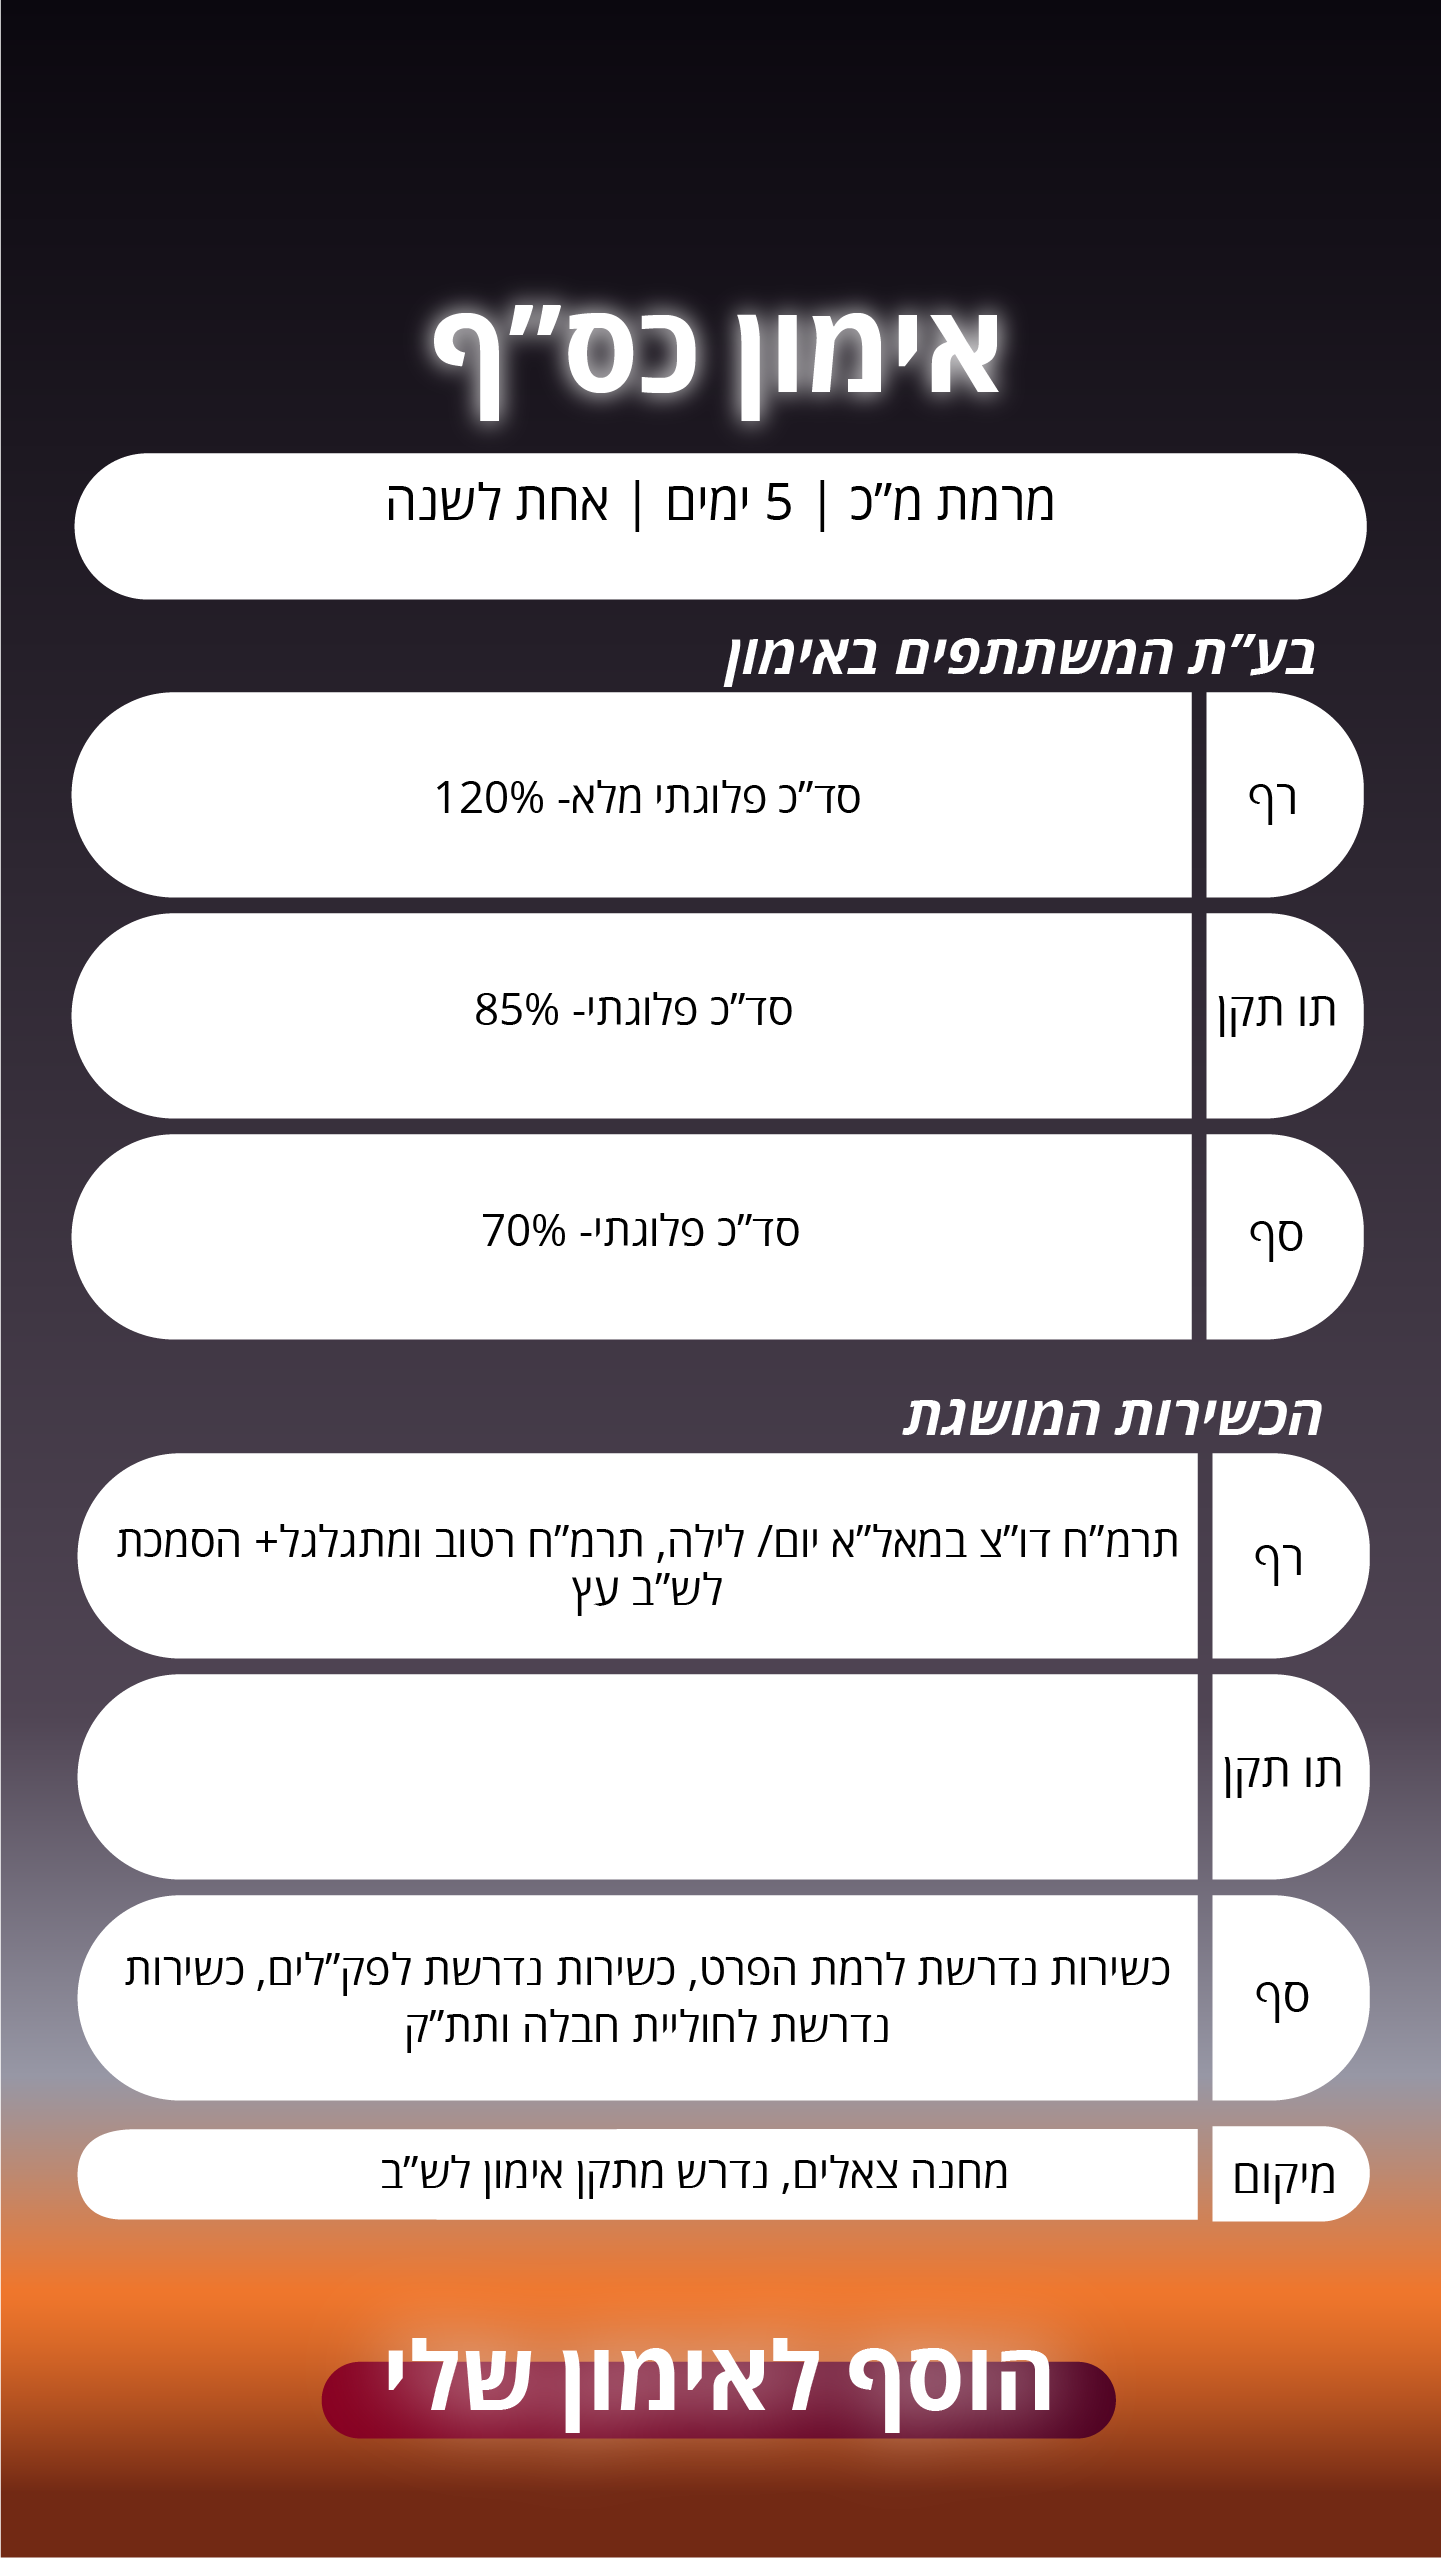 אימון כס״ף
מרמת מ״כ | 5 ימים | אחת לשנה
בע״ת המשתתפים באימון
רף
סד״כ פלוגתי מלא- 120%
תו תקן
סד״כ פלוגתי- 85%
סף
סד״כ פלוגתי- 70%
הכשירות המושגת
רף
תרמ״ח דו״צ במאל״א יום/ לילה, תרמ״ח רטוב ומתגלגל+ הסמכת
לש״ב עץ
תו תקן
סף
כשירות נדרשת לרמת הפרט, כשירות נדרשת לפק״לים, כשירות
נדרשת לחוליית חבלה ותת״ק
מיקום
מחנה צאלים, נדרש מתקן אימון לש״ב
הוסף לאימון שלי